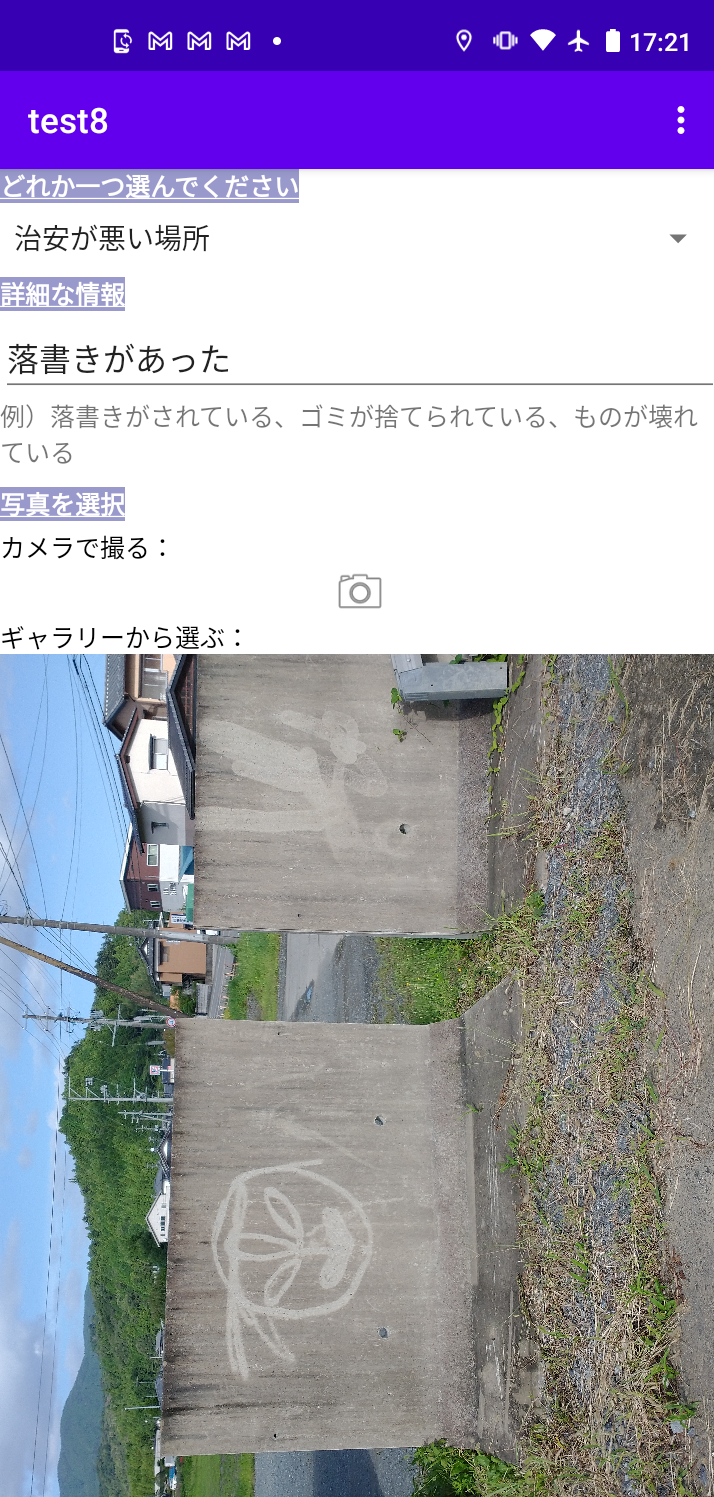 17:21
test8
どれか一つ選んでください
治安が悪い場所
詳細な情報
落書きがあった
例）落書きがされている、ゴミが捨てられている、ものが壊れ
ている
写真を選択
カメラで撮る：
ギャラリーから選ぶ：